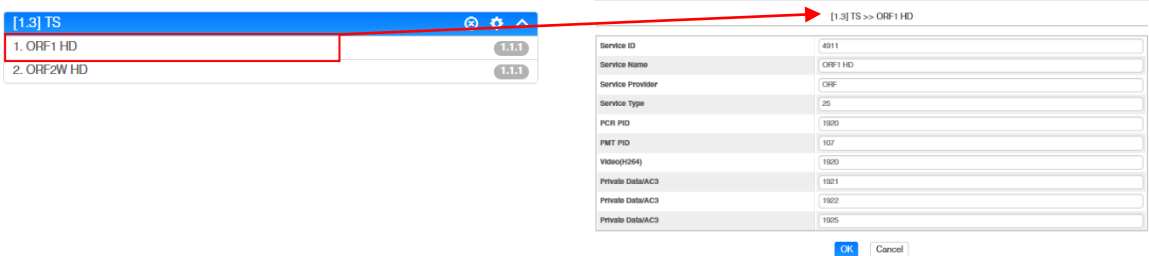 [1.3] TS
1. ORF1 HD 1.1.1
2. ORF2W HD 1.1.1
[1.3] TS >> ORF1 HD
Service ID 4911
Service Name ORF1 HD
Service Provider ORF
Service Type 25
PCR PID 1920
PMT PID 107
Video(H264) 1920
Private Data/AC3 1921
Private Data/AC3 1922
Private Data/AC3 1925
OK Cancel